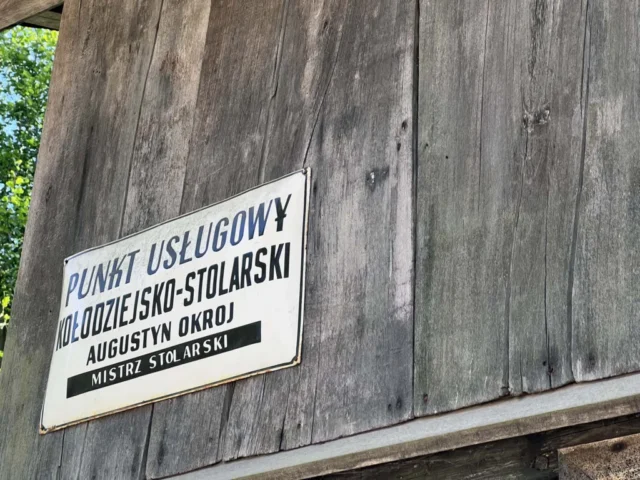 PUNKT USŁUGOWY
KOŁODZIEJSKO-STOLARSKI
AUGUSTYN OKROJ
MISTRZ STOLARSKI